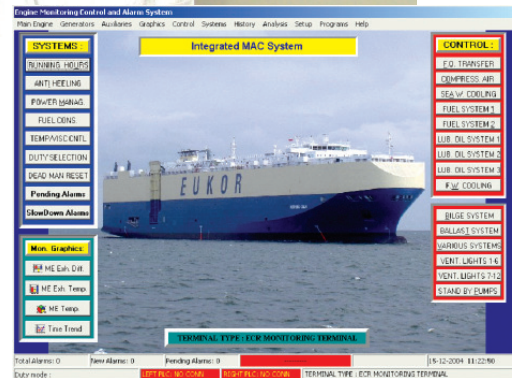 Engine Monitoring Control and Alarm System
Main Engine Generators Auxiliaries Graphics Control Systems History Analysis Setup Programs Help
SYSTEMS :
RUNNING HOURS
ANTI HEELING
POWER MANAG.
FUEL CONS.
TEMP/VISC CNTL
DUTY SELECTION
DEAD MAN RESET
Pending Alarms
SlowDown Alarms
Mon. Graphics:
ME Exh. Diff.
ME Exh. Temp.
ME Temp.
Time Trend
Integrated MAC System
EUKOR
TERMINAL TYPE : ECR MONITORING TERMINAL
CONTROL :
F.O. TRANSFER
COMPRESS. AIR
SEA W. COOLING
FUEL SYSTEM 1
FUEL SYSTEM 2
LUB. OIL SYSTEM 1
LUB. OIL SYSTEM 2
LUB. OIL SYSTEM 3
F.W. COOLING
BILGE SYSTEM
BALLAST SYSTEM
VARIOUS SYSTEMS
VENT. LIGHTS 1-6
VENT. LIGHTS 7-12
STAND BY PUMPS
Total Alarms: 0 New Alarms: 0 Pending Alarms: 0 15-12-2004 11:22:50
Duty mode : LEFT PLC: NO CONN RIGHT PLC: NO CONN TERMINAL TYPE : ECR MONITORING TERMINAL